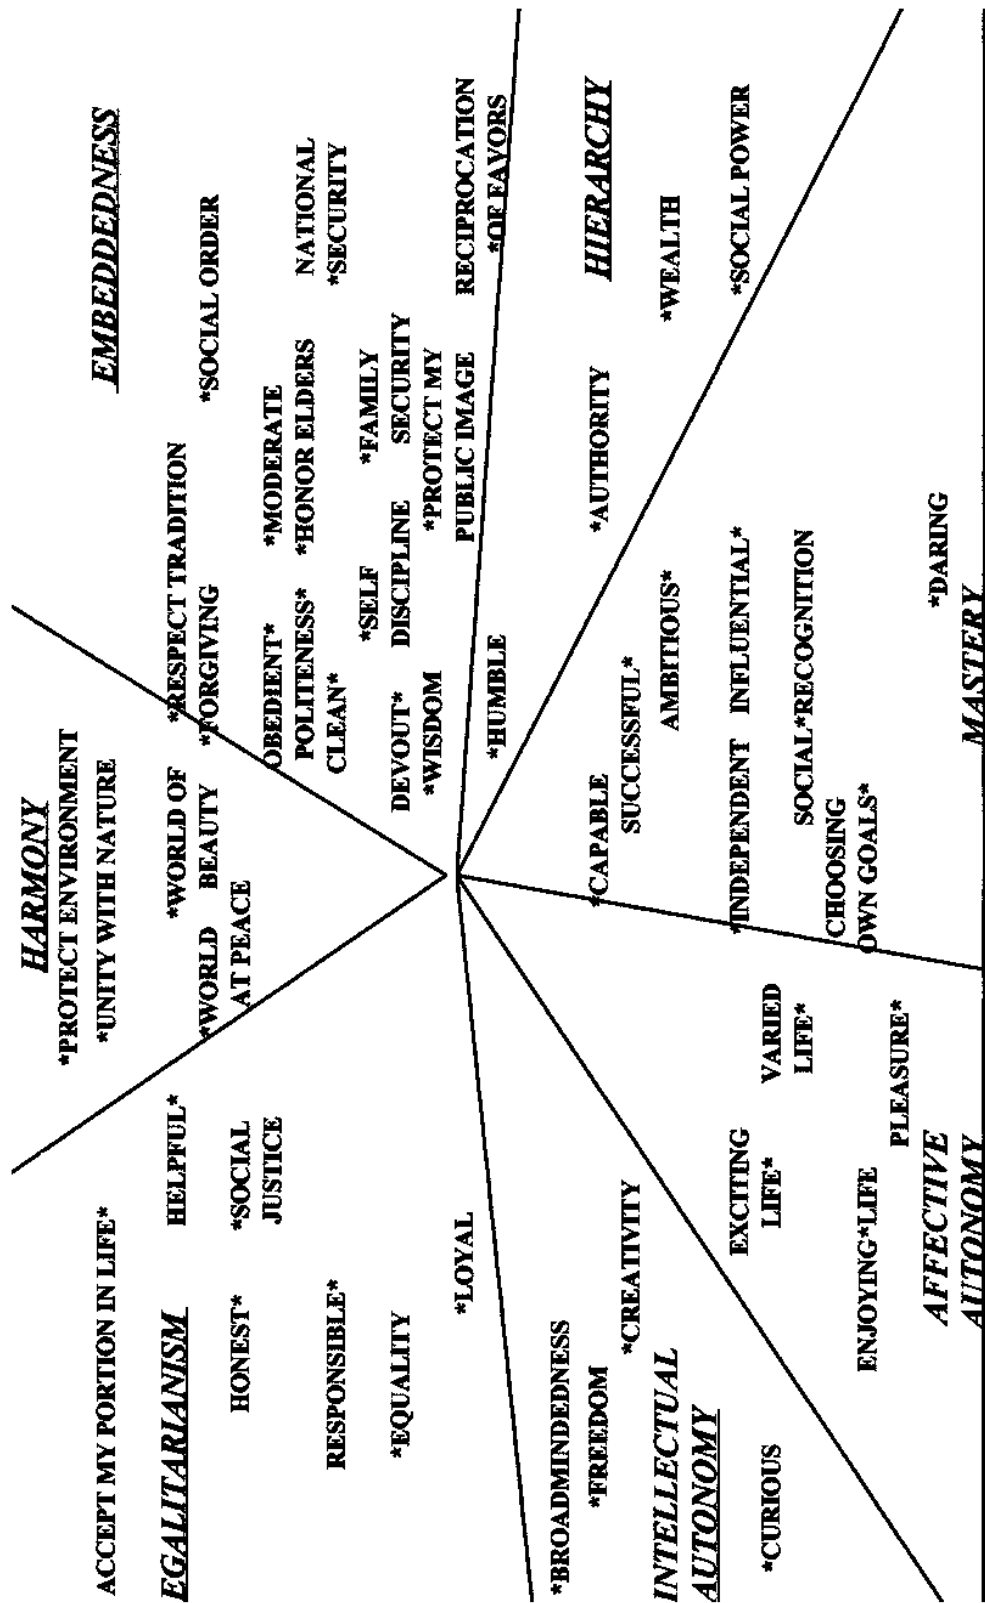 HARMONY
*PROTECT ENVIRONMENT
*UNITY WITH NATURE
*WORLD OF
BEAUTY
*WORLD
AT PEACE
EMBEDDEDNESS
*RESPECT TRADITION
*FORGIVING
*SOCIAL ORDER
OBEDIENT*
*MODERATE
POLITENESS*
*HONOR ELDERS
NATIONAL
*SECURITY
CLEAN*
*SELF
DISCIPLINE
*FAMILY
SECURITY
DEVOUT*
*WISDOM
*PROTECT MY
PUBLIC IMAGE
RECIPROCATION
*OF FAVORS
*HUMBLE
HIERARCHY
*AUTHORITY
*WEALTH
*SOCIAL POWER
*CAPABLE
SUCCESSFUL*
AMBITIOUS*
*INDEPENDENT
INFLUENTIAL*
SOCIAL*RECOGNITION
CHOOSING
OWN GOALS*
*DARING
MASTERY
ACCEPT MY PORTION IN LIFE*
EGALITARIANISM
HELPFUL*
HONEST*
*SOCIAL
JUSTICE
RESPONSIBLE*
*EQUALITY
*LOYAL
*BROADMINDEDNESS
*FREEDOM
*CREATIVITY
INTELLECTUAL
AUTONOMY
*CURIOUS
EXCITING
LIFE*
VARIED
LIFE*
ENJOYING*LIFE
PLEASURE*
AFFECTIVE
AUTONOMY